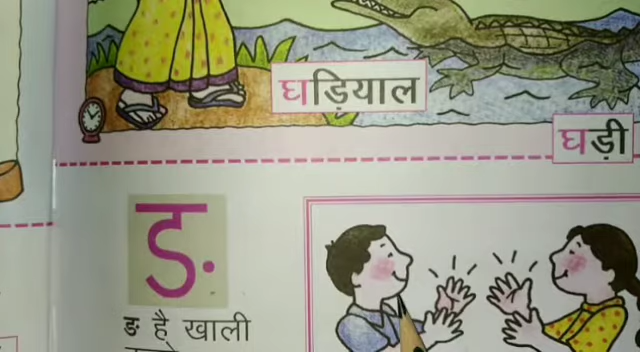 घड़ियाल
घड़ी
ङ
ङ है खाली